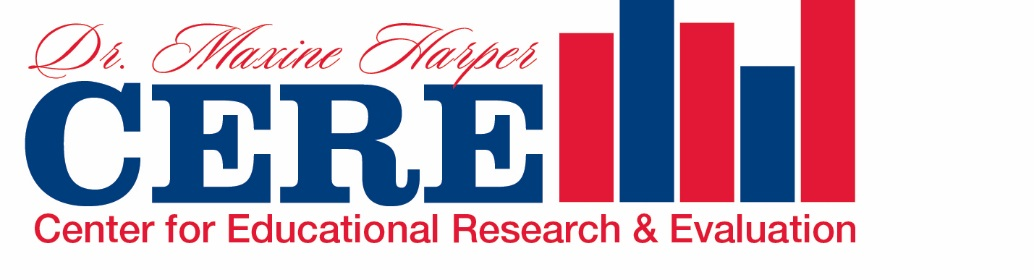 Dr. Maxine Harper
CERE
Center for Educational Research & Evaluation